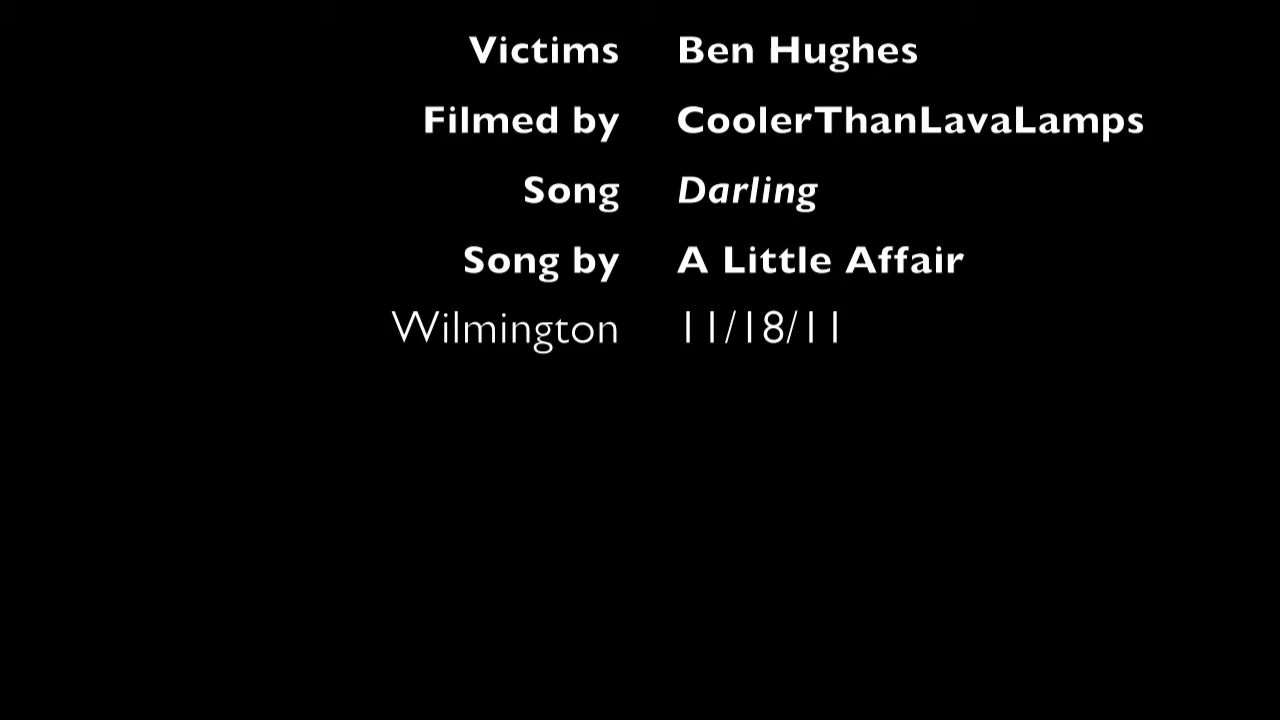 Victims Ben Hughes
Filmed by CoolerThanLavaLamps
Song Darling
Song by A Little Affair
Wilmington 11/18/11